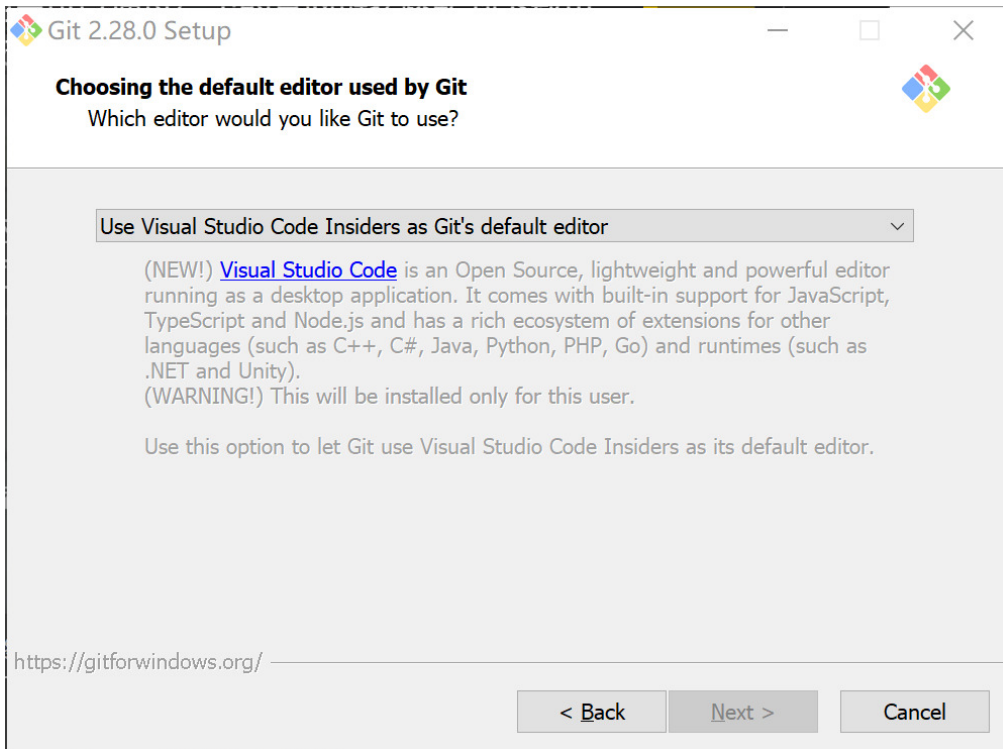 Git 2.28.0 Setup
Choosing the default editor used by Git
Which editor would you like Git to use?
Use Visual Studio Code Insiders as Git's default editor
(NEW!) Visual Studio Code is an Open Source, lightweight and powerful editor
running as a desktop application. It comes with built-in support for JavaScript,
TypeScript and Node.js and has a rich ecosystem of extensions for other
languages (such as C++, C#, Java, Python, PHP, Go) and runtimes (such as
.NET and Unity).
(WARNING!) This will be installed only for this user.
Use this option to let Git use Visual Studio Code Insiders as its default editor.
https://gitforwindows.org/
< Back
Next >
Cancel